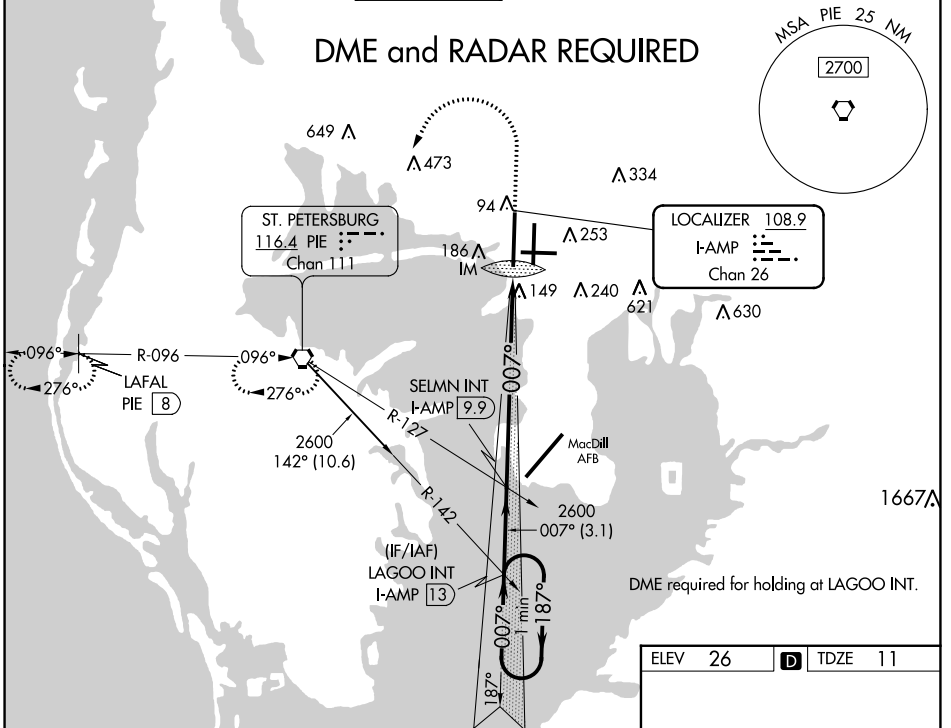 DME and RADAR REQUIRED
MSA PIE 25 NM
2700
649
473
334
94
ST. PETERSBURG
116.4 PIE
Chan 111
186
IM
253
LOCALIZER 108.9
I-AMP
Chan 26
149
240
621
630
096°
R-096
096°
276°
LAFAL
PIE 8
276°
007°
SELMN INT
I-AMP 9.9
R-127
2600
142° (10.6)
MacDill
AFB
R-142
1667
2600
007° (3.1)
(IF/IAF)
LAGOO INT
I-AMP 13
DME required for holding at LAGOO INT.
007°
1 min
187°
187°
ELEV 26 D TDZE 11